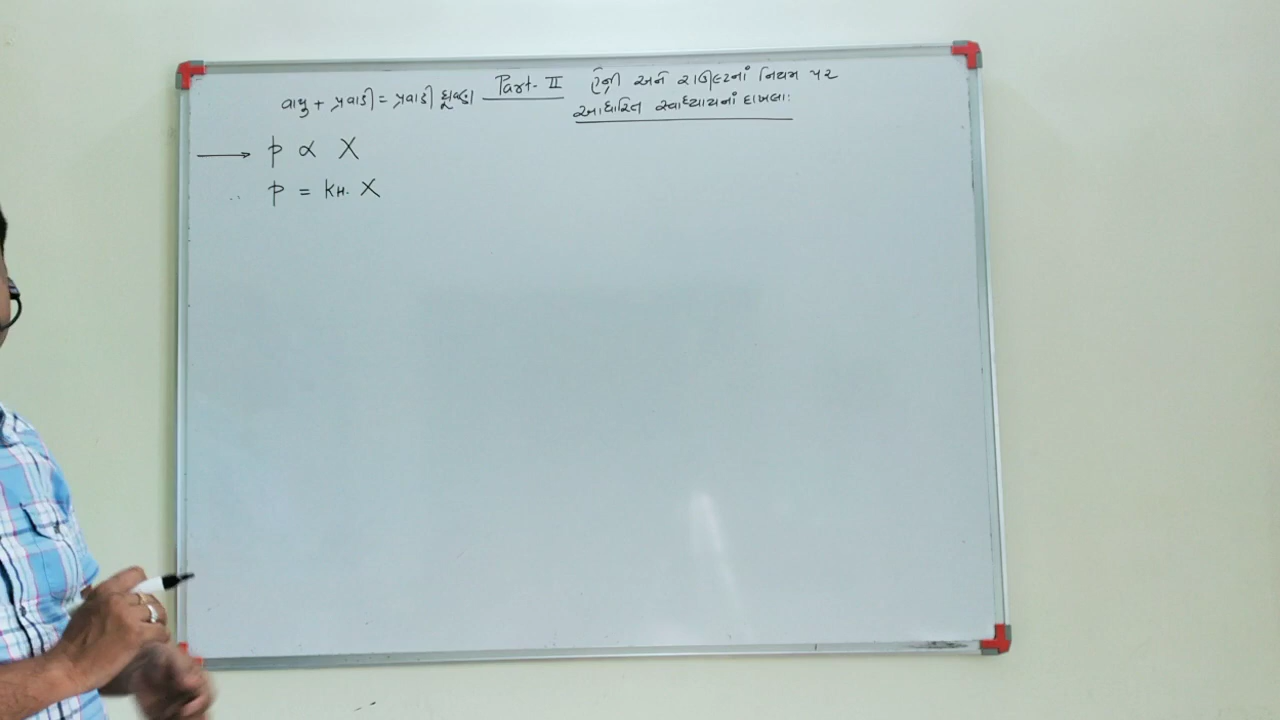 વાયુ + પ્રવાહી = પ્રવાહી દ્રાવણ Part-II હેન્રી અને રાઉલ્ટનાં નિયમ પર
આધારિત સ્વાધ્યાયનાં દાખલા:
⟶ p ∝ X
∴ p = KH. X